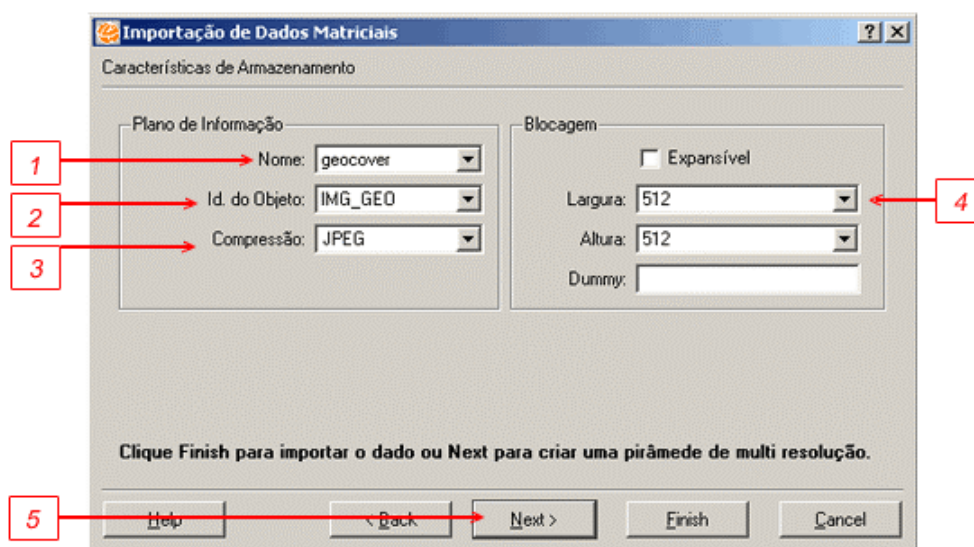 Importação de Dados Matriciais
Características de Armazenamento
Plano de Informação
1
Nome: geocover
2
Id. do Objeto: IMG_GEO
3
Compressão: JPEG
Blocagem
Expansível
Largura: 512
4
Altura: 512
Dummy:
Clique Finish para importar o dado ou Next para criar uma pirâmede de multi resolução.
5
Help
< Back
Next >
Finish
Cancel